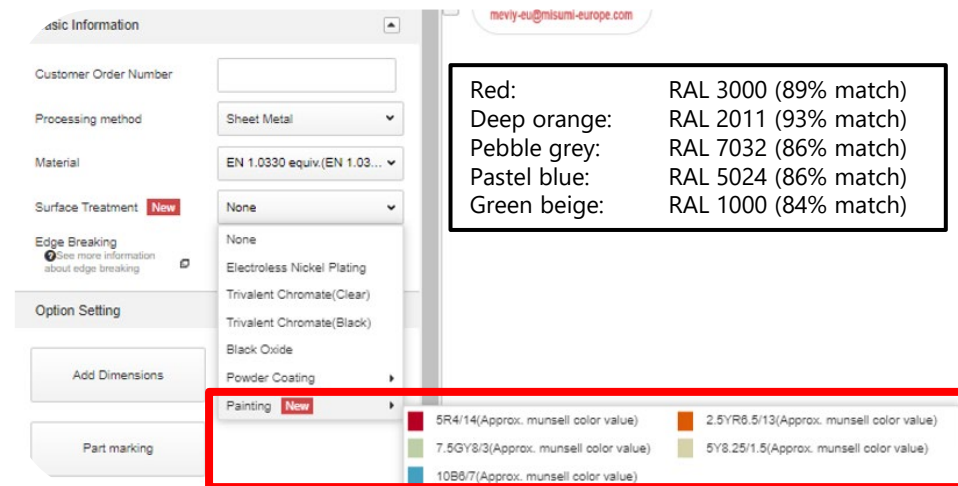 meviy-eu@misumi-europe.com
Basic Information
Customer Order Number
Processing method
Sheet Metal
Material
EN 1.0330 equiv.(EN 1.03...
Surface Treatment New
None
Edge Breaking
See more information
about edge breaking
None
Electroless Nickel Plating
Trivalent Chromate(Clear)
Trivalent Chromate(Black)
Black Oxide
Powder Coating
Painting New
Option Setting
Add Dimensions
Part marking
Red: RAL 3000 (89% match)
Deep orange: RAL 2011 (93% match)
Pebble grey: RAL 7032 (86% match)
Pastel blue: RAL 5024 (86% match)
Green beige: RAL 1000 (84% match)
5R4/14(Approx. munsell color value)
2.5YR6.5/13(Approx. munsell color value)
7.5GY8/3(Approx. munsell color value)
5Y8.25/1.5(Approx. munsell color value)
10B6/7(Approx. munsell color value)